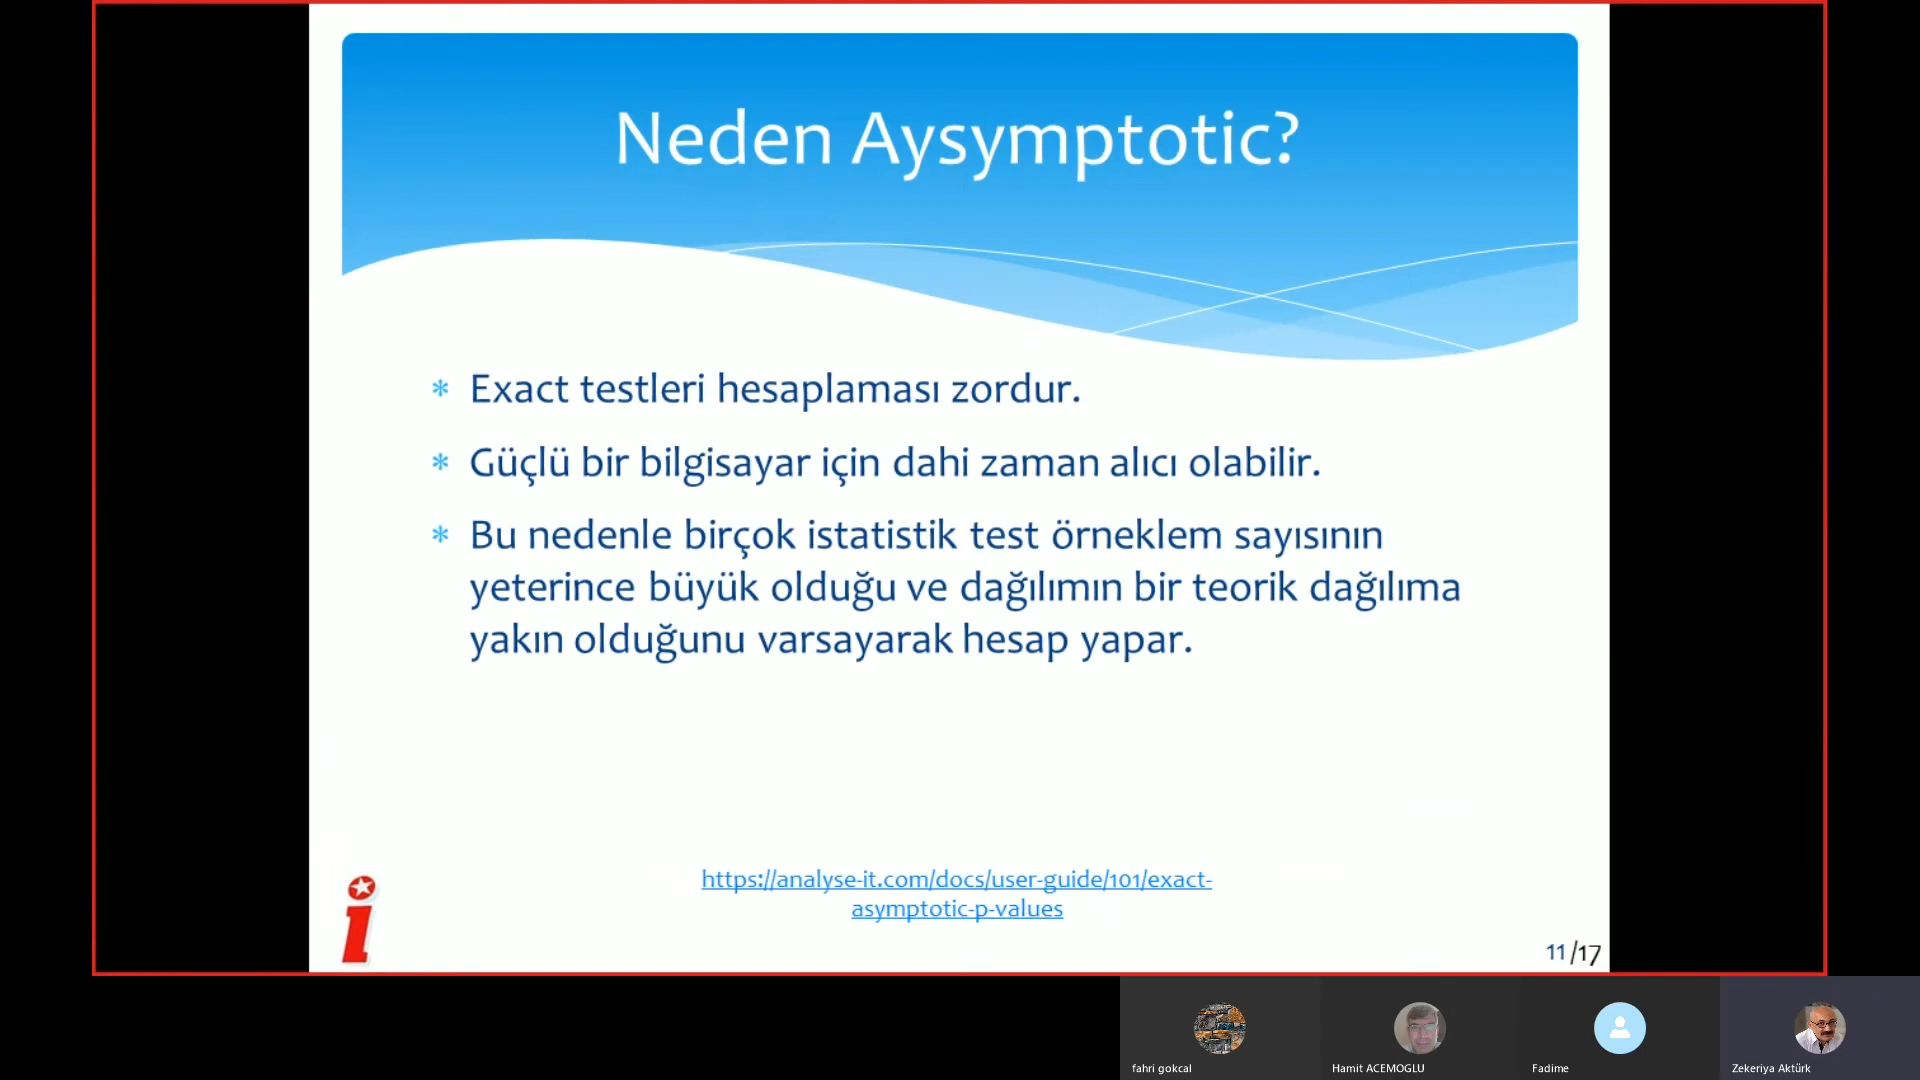 Neden Aysymptotic?
* Exact testleri hesaplaması zordur.
* Güçlü bir bilgisayar için dahi zaman alıcı olabilir.
* Bu nedenle birçok istatistik test örneklem sayısının
yeterince büyük olduğu ve dağılımın bir teorik dağılıma
yakın olduğunu varsayarak hesap yapar.
https://analyse-it.com/docs/user-guide/101/exact-
asymptotic-p-values
i
11/17
fahri gokcal
Hamit ACEMOGLU
Fadime
Zekeriya Aktürk